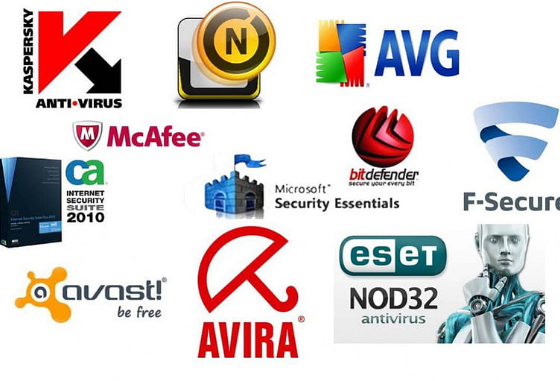 KASPERSKY
ANTI•VIRUS
N
AVG
McAfee®
bitdefender
secure your every bit
F-Secure
ca
INTERNET
SECURITY
SUITE
2010
Microsoft®
Security Essentials
a avast!
be free
AVIRA®
eseT
NOD32
antivirus